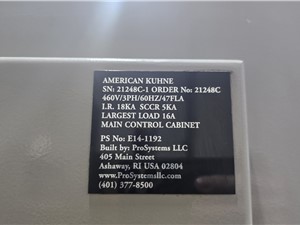 AMERICAN KUHNE
SN: 21248C-1 ORDER No: 21248C
460V/3PH/60HZ/47FLA
I.R. 18KA SCCR 5KA
LARGEST LOAD 16A
MAIN CONTROL CABINET
PS No: E14-1192
Built by: ProSystems LLC
405 Main Street
Ashaway, RI USA 02804
www.ProSystemsllc.com
(401) 377-8500